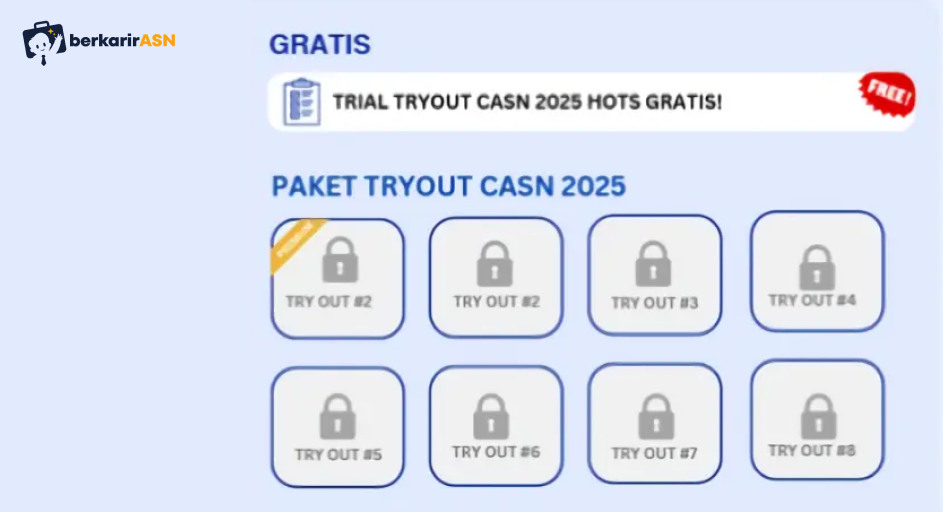 berkarirASN
GRATIS
TRIAL TRYOUT CASN 2025 HOTS GRATIS!
FREE!
PAKET TRYOUT CASN 2025
TRY OUT #2
TRY OUT #2
TRY OUT #3
TRY OUT #4
TRY OUT #5
TRY OUT #6
TRY OUT #7
TRY OUT #8